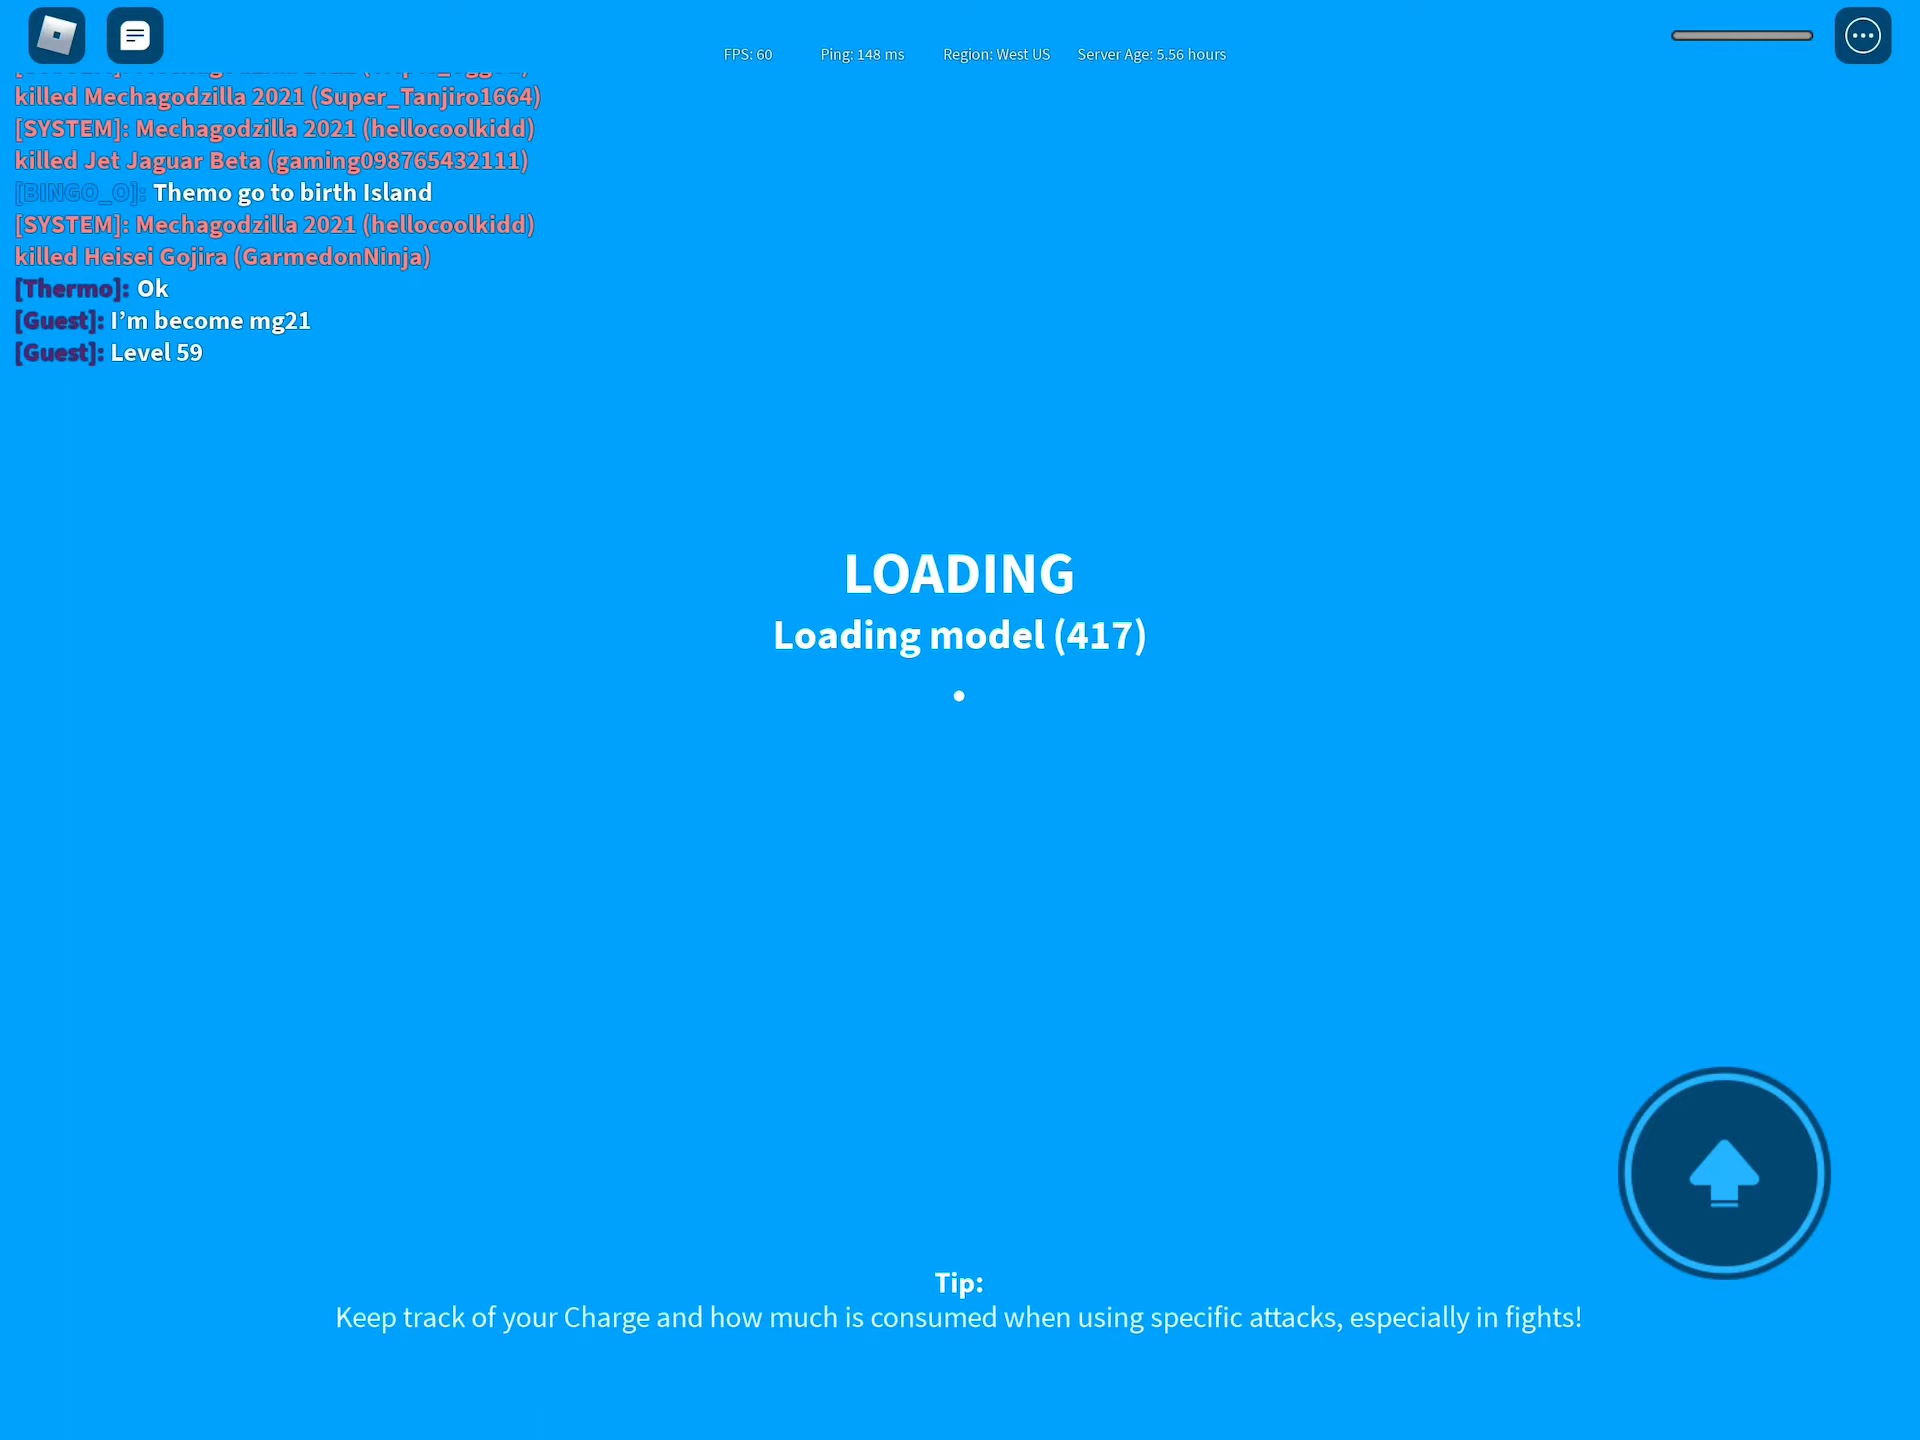 FPS: 60 Ping: 148 ms Region: West US Server Age: 5.56 hours
killed Mechagodzilla 2021 (Super_Tanjiro1664)
[SYSTEM]: Mechagodzilla 2021 (hellocoolkidd)
killed Jet Jaguar Beta (gaming098765432111)
[BINGO_O]: Themo go to birth Island
[SYSTEM]: Mechagodzilla 2021 (hellocoolkidd)
killed Heisei Gojira (GarmedonNinja)
[Thermo]: Ok
[Guest]: I’m become mg21
[Guest]: Level 59
LOADING
Loading model (417)
Tip:
Keep track of your Charge and how much is consumed when using specific attacks, especially in fights!